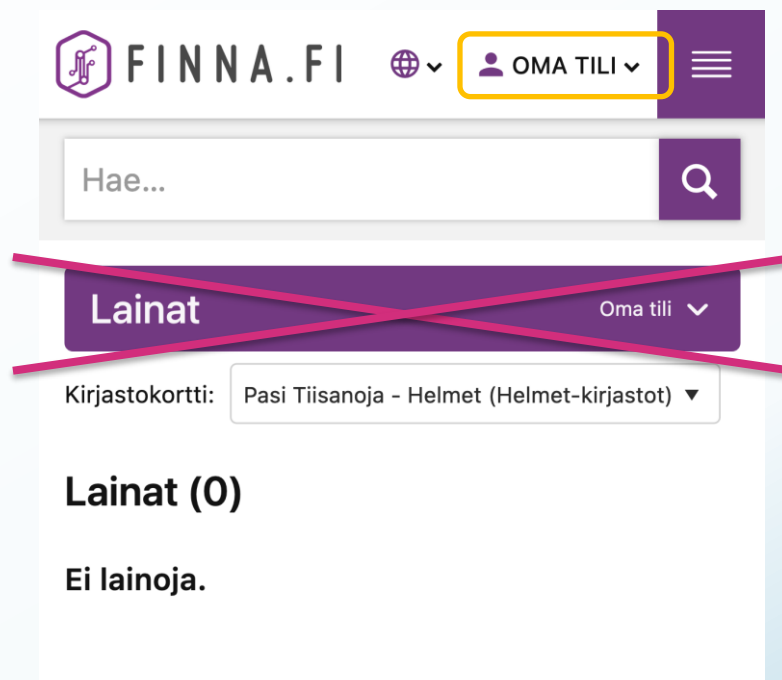 FINNA.FI OMA TILI
Hae...
Lainat Oma tili
Kirjastokortti: Pasi Tiisanoja - Helmet (Helmet-kirjastot)
Lainat (0)
Ei lainoja.